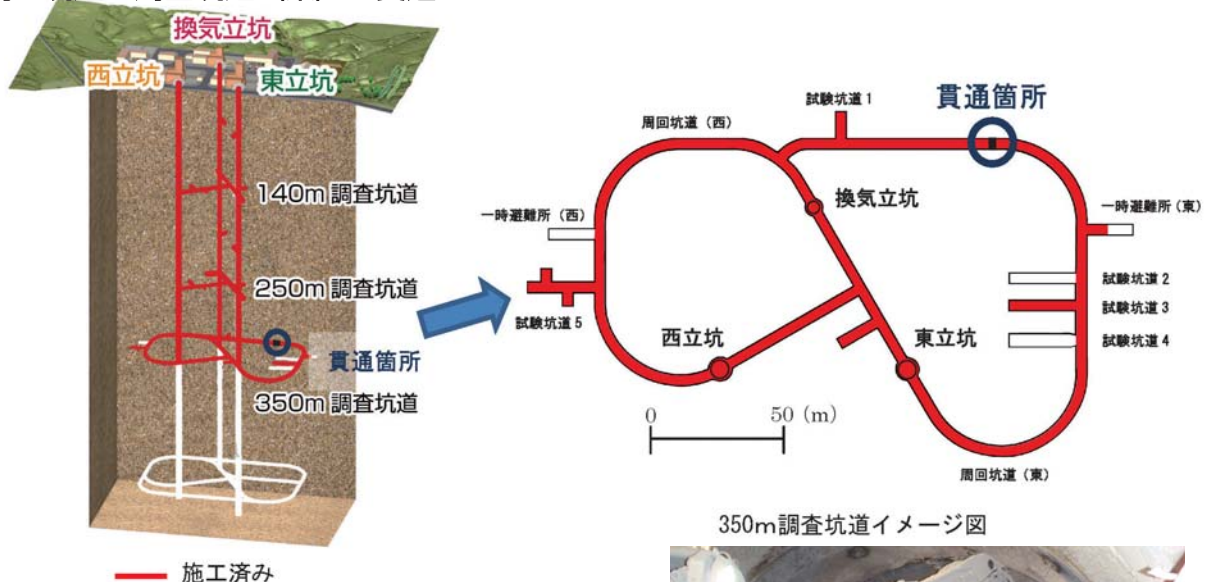 換気立坑
西立坑
東立坑
140m 調査坑道
250m 調査坑道
貫通箇所
350m 調査坑道
施工済み
試験坑道1
貫通箇所
周回坑道(西)
換気立坑
一時避難所(西)
一時避難所(東)
試験坑道2
試験坑道3
試験坑道5
西立坑
東立坑
試験坑道4
0 50 (m)
周回坑道(東)
350m調査坑道イメージ図